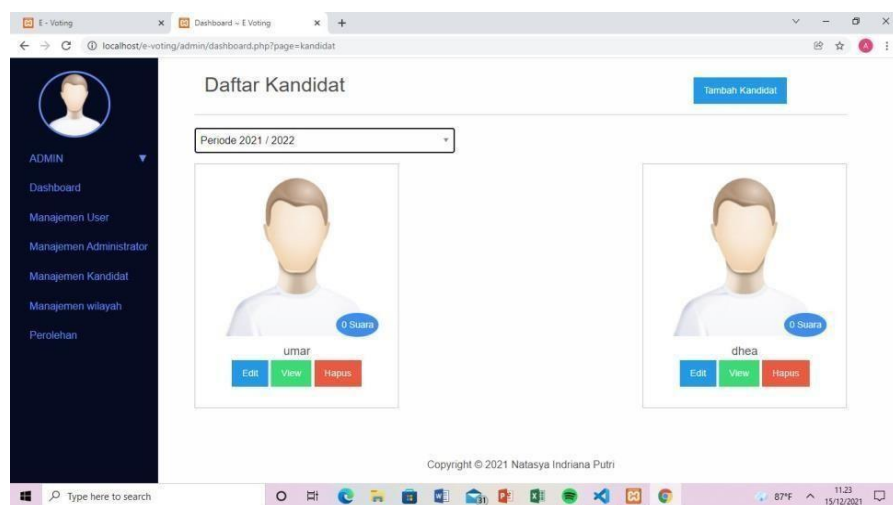 E - Voting
Dashboard ~ E Voting
localhost/e-voting/admin/dashboard.php?page=kandidat
A
Daftar Kandidat
Tambah Kandidat
Periode 2021 / 2022
ADMIN
Dashboard
Manajemen User
Manajemen Administrator
Manajemen Kandidat
Manajemen wilayah
Perolehan
0 Suara
umar
Edit View Hapus
0 Suara
dhea
Edit View Hapus
Copyright © 2021 Natasya Indriana Putri
Type here to search
31
87°F
11.23
15/12/2021